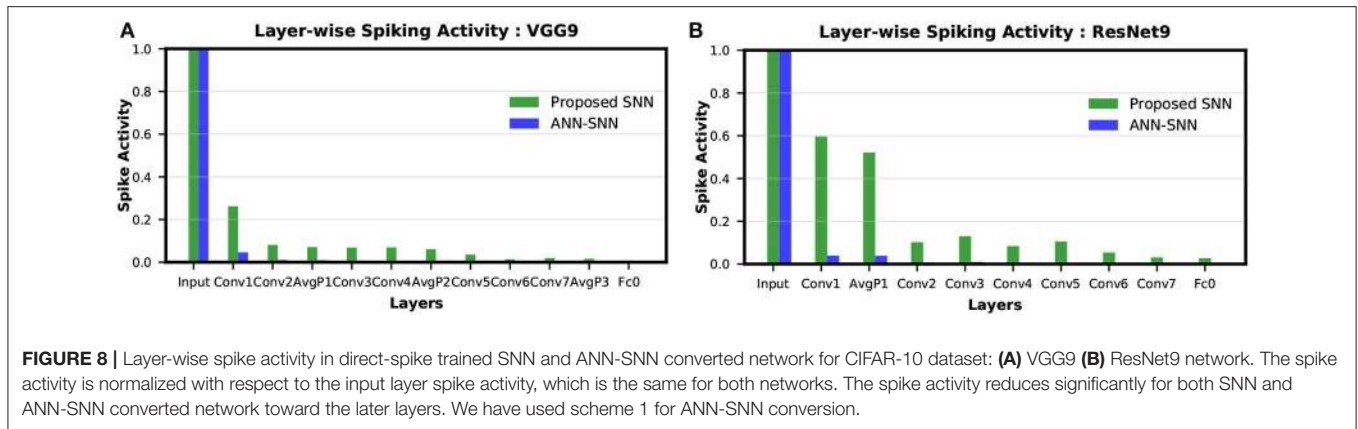 A
Layer-wise Spiking Activity : VGG9
1.0
0.8
0.6
0.4
0.2
0.0
Spike Activity
Proposed SNN
ANN-SNN
Input Conv1 Conv2 AvgP1 Conv3 Conv4 AvgP2 Conv5 Conv6 Conv7 AvgP3 Fc0
Layers
B
Layer-wise Spiking Activity : ResNet9
1.0
0.8
0.6
0.4
0.2
0.0
Spike Activity
Proposed SNN
ANN-SNN
Input Conv1 AvgP1 Conv2 Conv3 Conv4 Conv5 Conv6 Conv7 Fc0
Layers
FIGURE 8 | Layer-wise spike activity in direct-spike trained SNN and ANN-SNN converted network for CIFAR-10 dataset: (A) VGG9 (B) ResNet9 network. The spike
activity is normalized with respect to the input layer spike activity, which is the same for both networks. The spike activity reduces significantly for both SNN and
ANN-SNN converted network toward the later layers. We have used scheme 1 for ANN-SNN conversion.